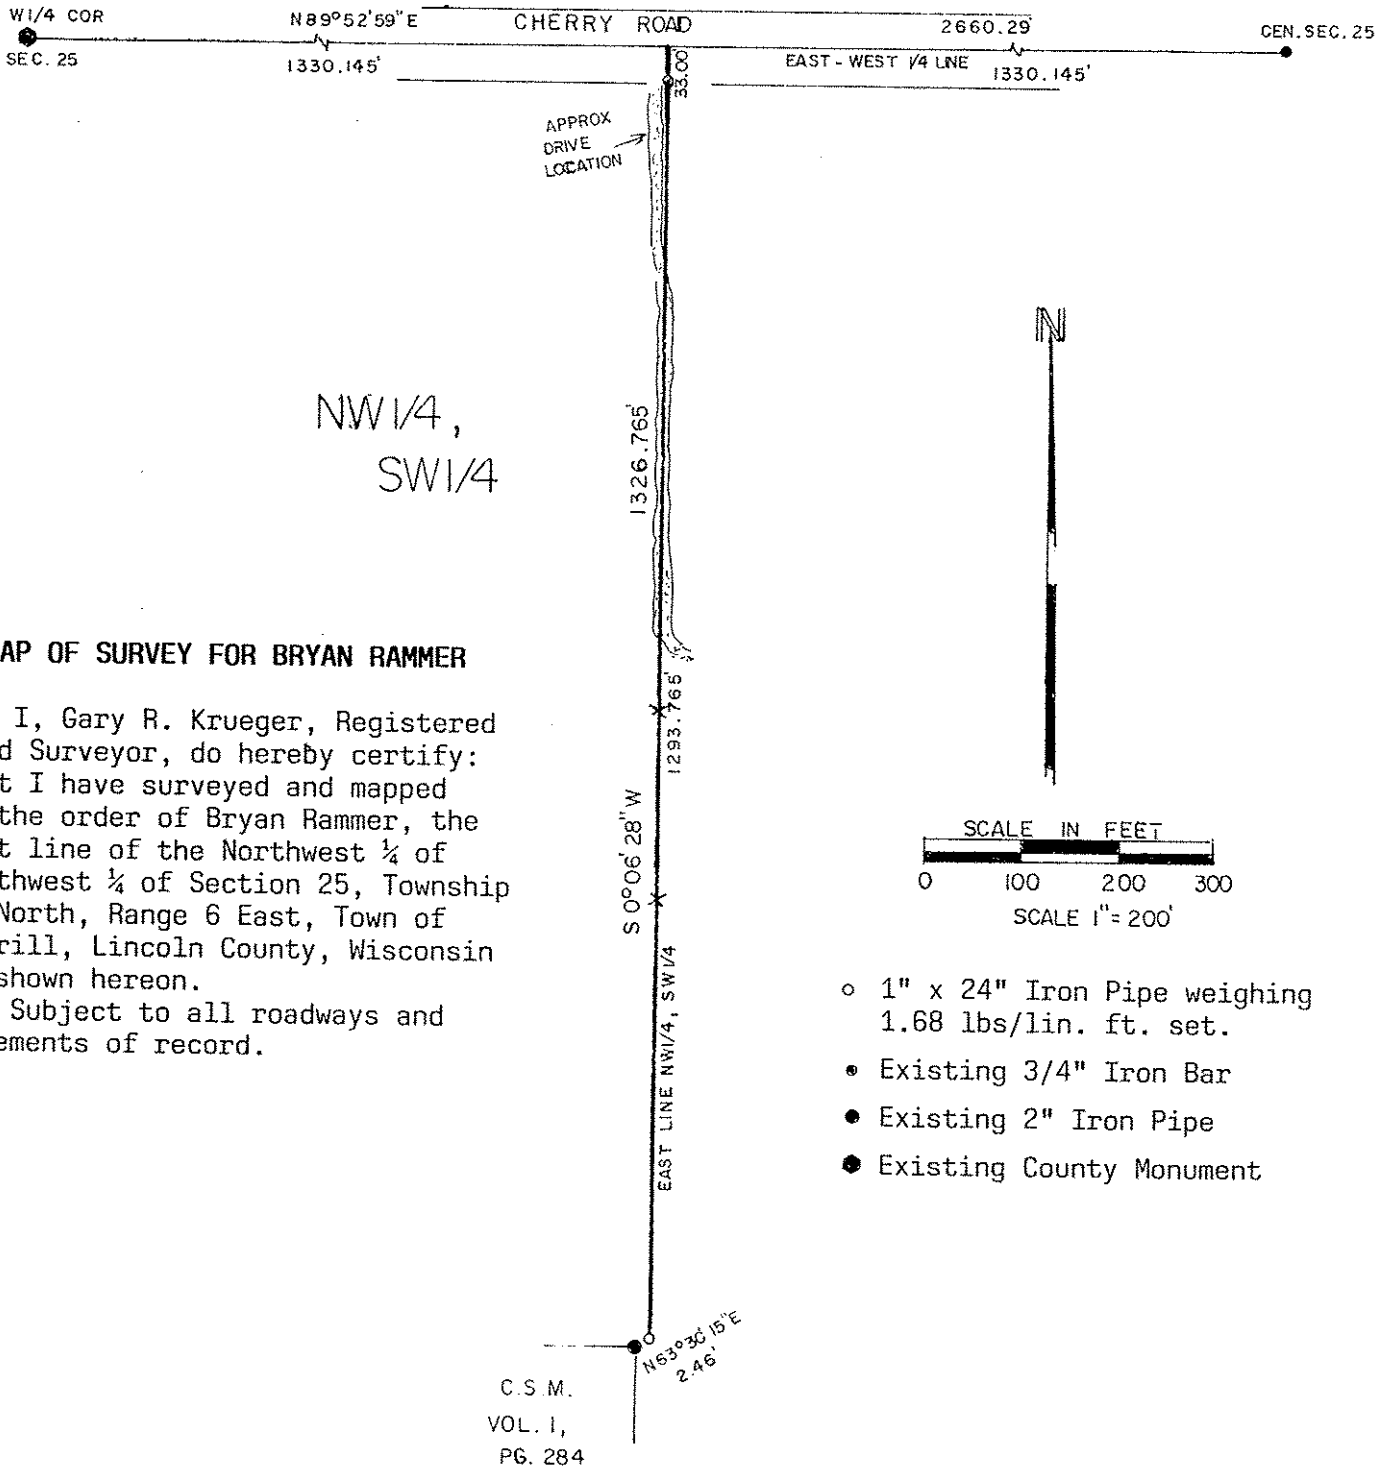 W1/4 COR
SEC. 25
N89°52'59"E
CHERRY ROAD
2660.29'
CEN. SEC. 25
1330.145'
EAST-WEST 1/4 LINE
1330.145'
33.00'
APPROX
DRIVE
LOCATION
N
NW1/4,
SW1/4
1326.765'
AP OF SURVEY FOR BRYAN RAMMER
I, Gary R. Krueger, Registered
d Surveyor, do hereby certify:
t I have surveyed and mapped
the order of Bryan Rammer, the
t line of the Northwest ¼ of
thwest ¼ of Section 25, Township
North, Range 6 East, Town of
rill, Lincoln County, Wisconsin
shown hereon.
Subject to all roadways and
ements of record.
1293.765'
S 0°06'28"W
EAST LINE NW1/4, SW1/4
SCALE IN FEET
0 100 200 300
SCALE 1"=200'
1" x 24" Iron Pipe weighing
1.68 lbs/lin. ft. set.
Existing 3/4" Iron Bar
Existing 2" Iron Pipe
Existing County Monument
15"E
2.46'
C.S.M.
VOL. 1,
PG. 284